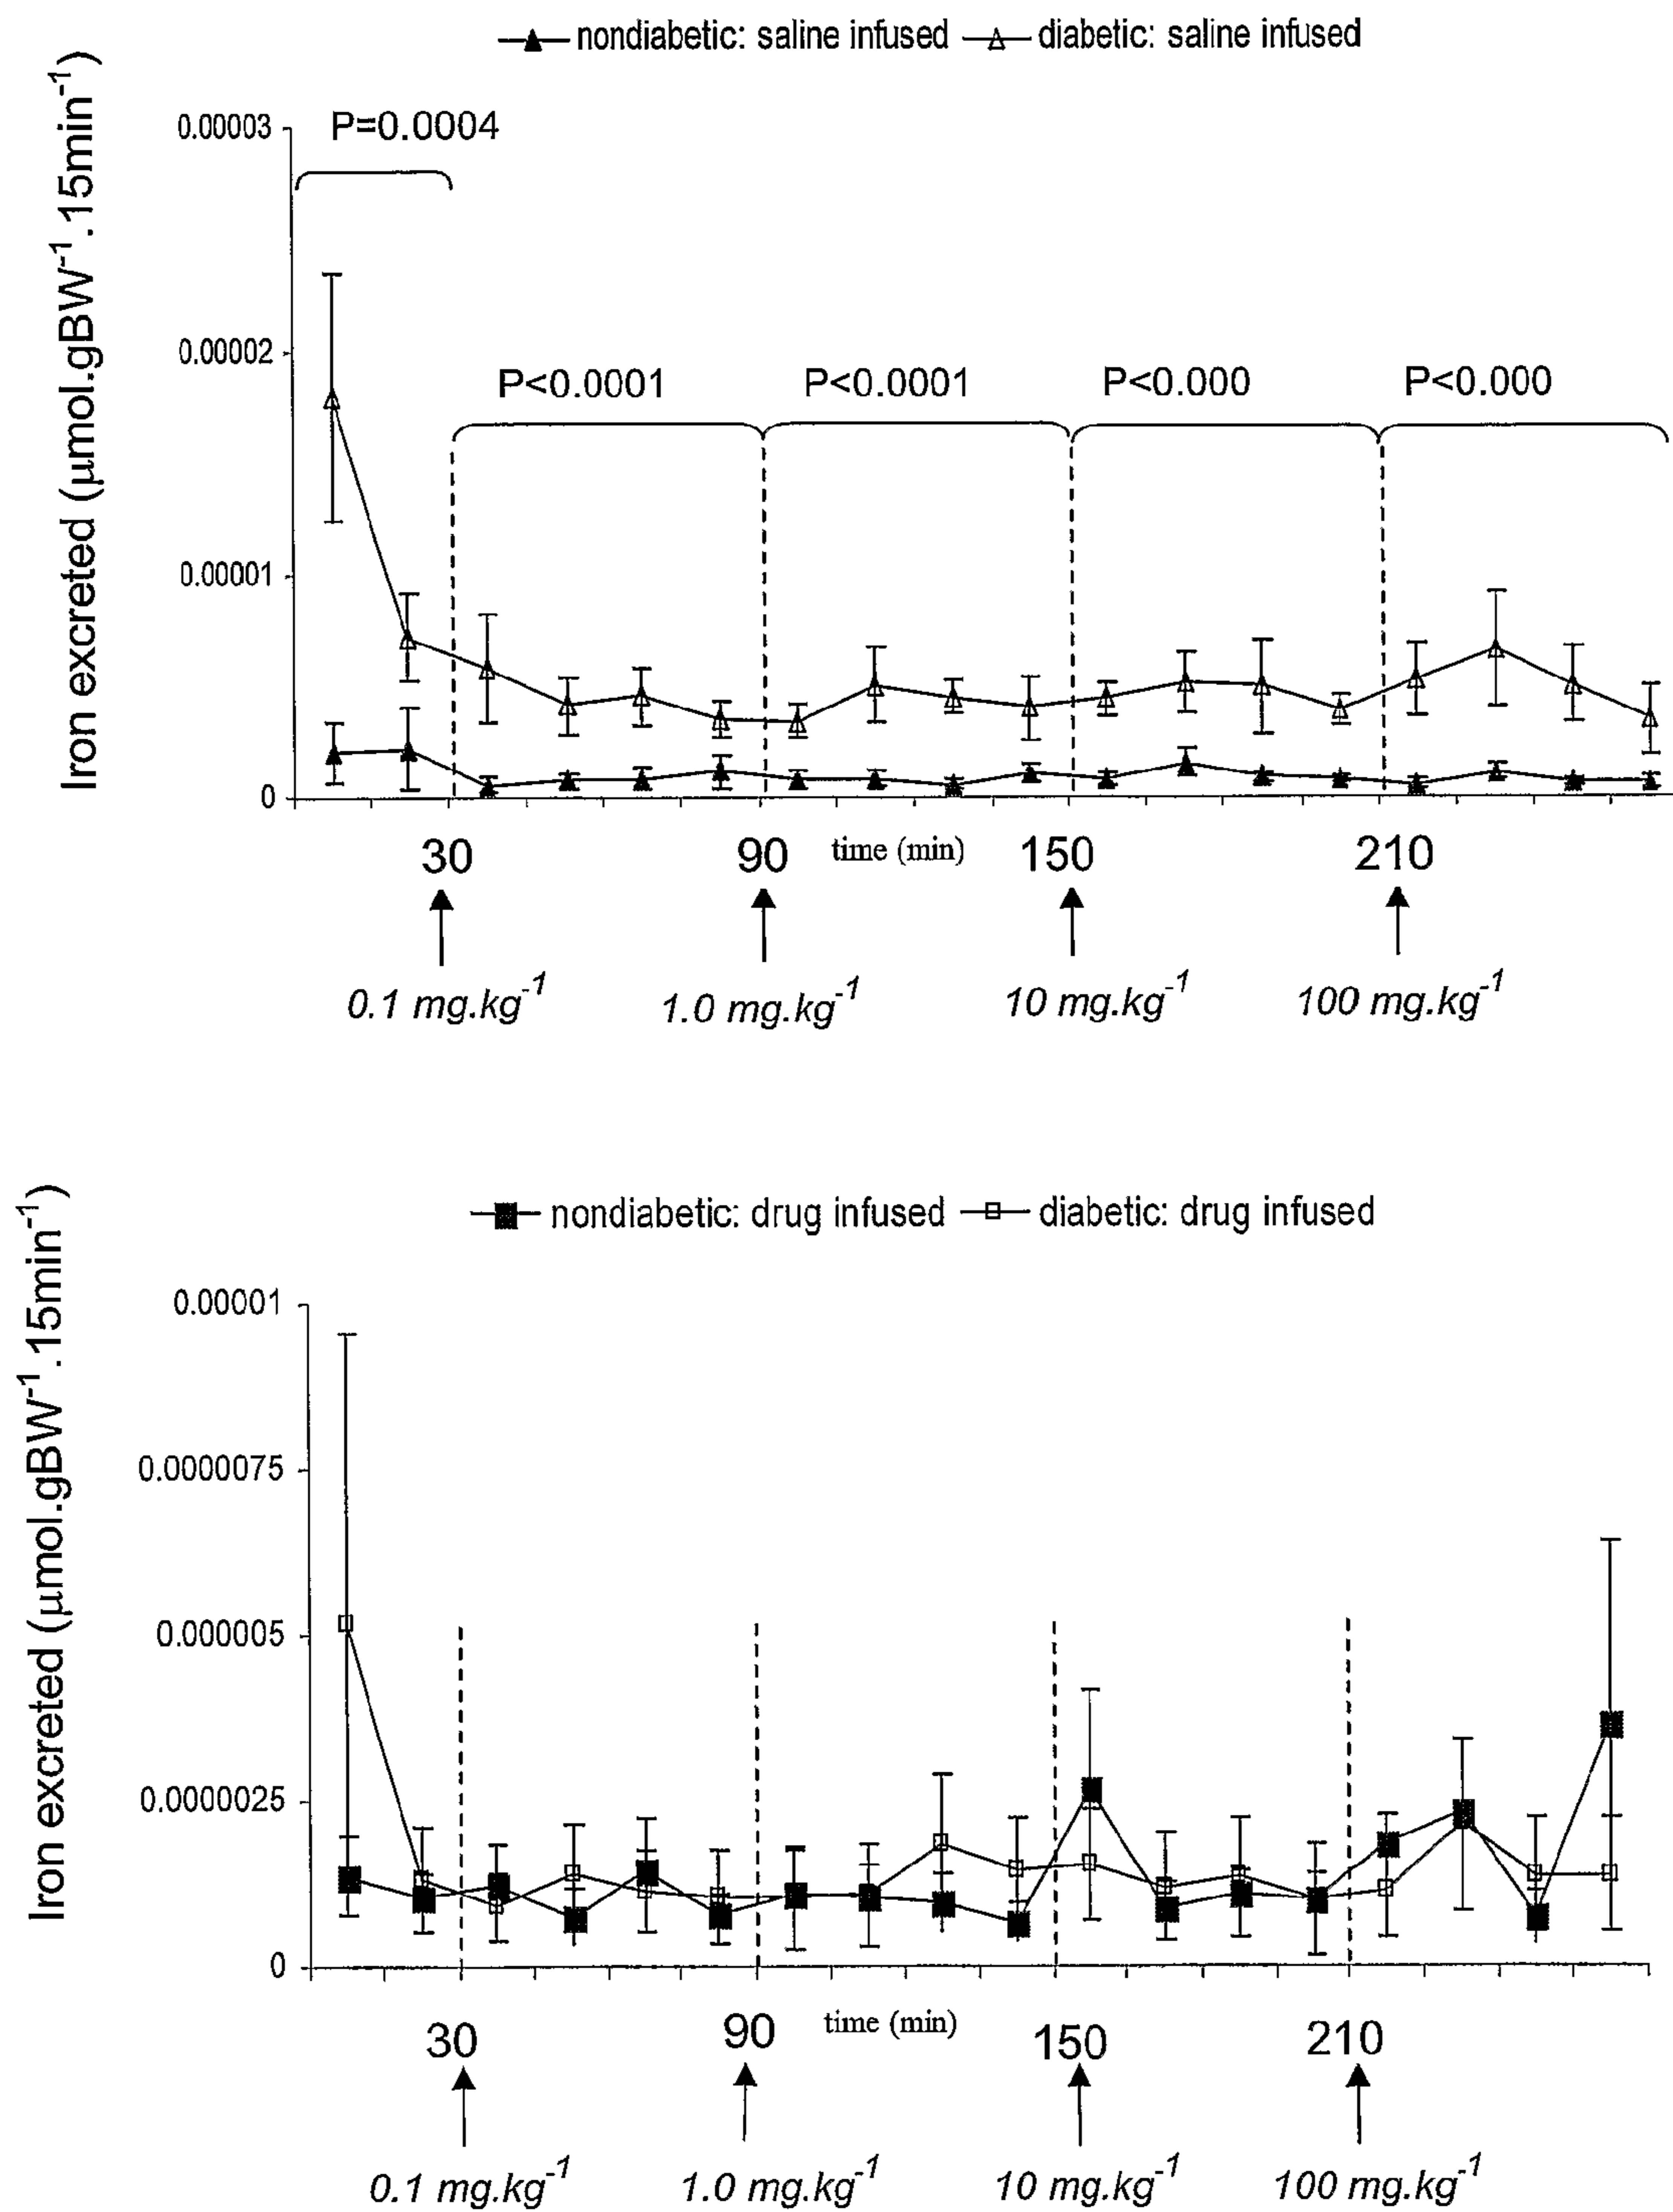 nondiabetic: saline infused diabetic: saline infused
Iron excreted (µmol.gBW⁻¹.15min⁻¹)
0.00003
P=0.0004
0.00002
P<0.0001 P<0.0001 P<0.000 P<0.000
0.00001
0
30 90 time (min) 150 210
0.1 mg.kg⁻¹ 1.0 mg.kg⁻¹ 10 mg.kg⁻¹ 100 mg.kg⁻¹
nondiabetic: drug infused diabetic: drug infused
Iron excreted (µmol.gBW⁻¹.15min⁻¹)
0.00001
0.0000075
0.000005
0.0000025
0
30 90 time (min) 150 210
0.1 mg.kg⁻¹ 1.0 mg.kg⁻¹ 10 mg.kg⁻¹ 100 mg.kg⁻¹